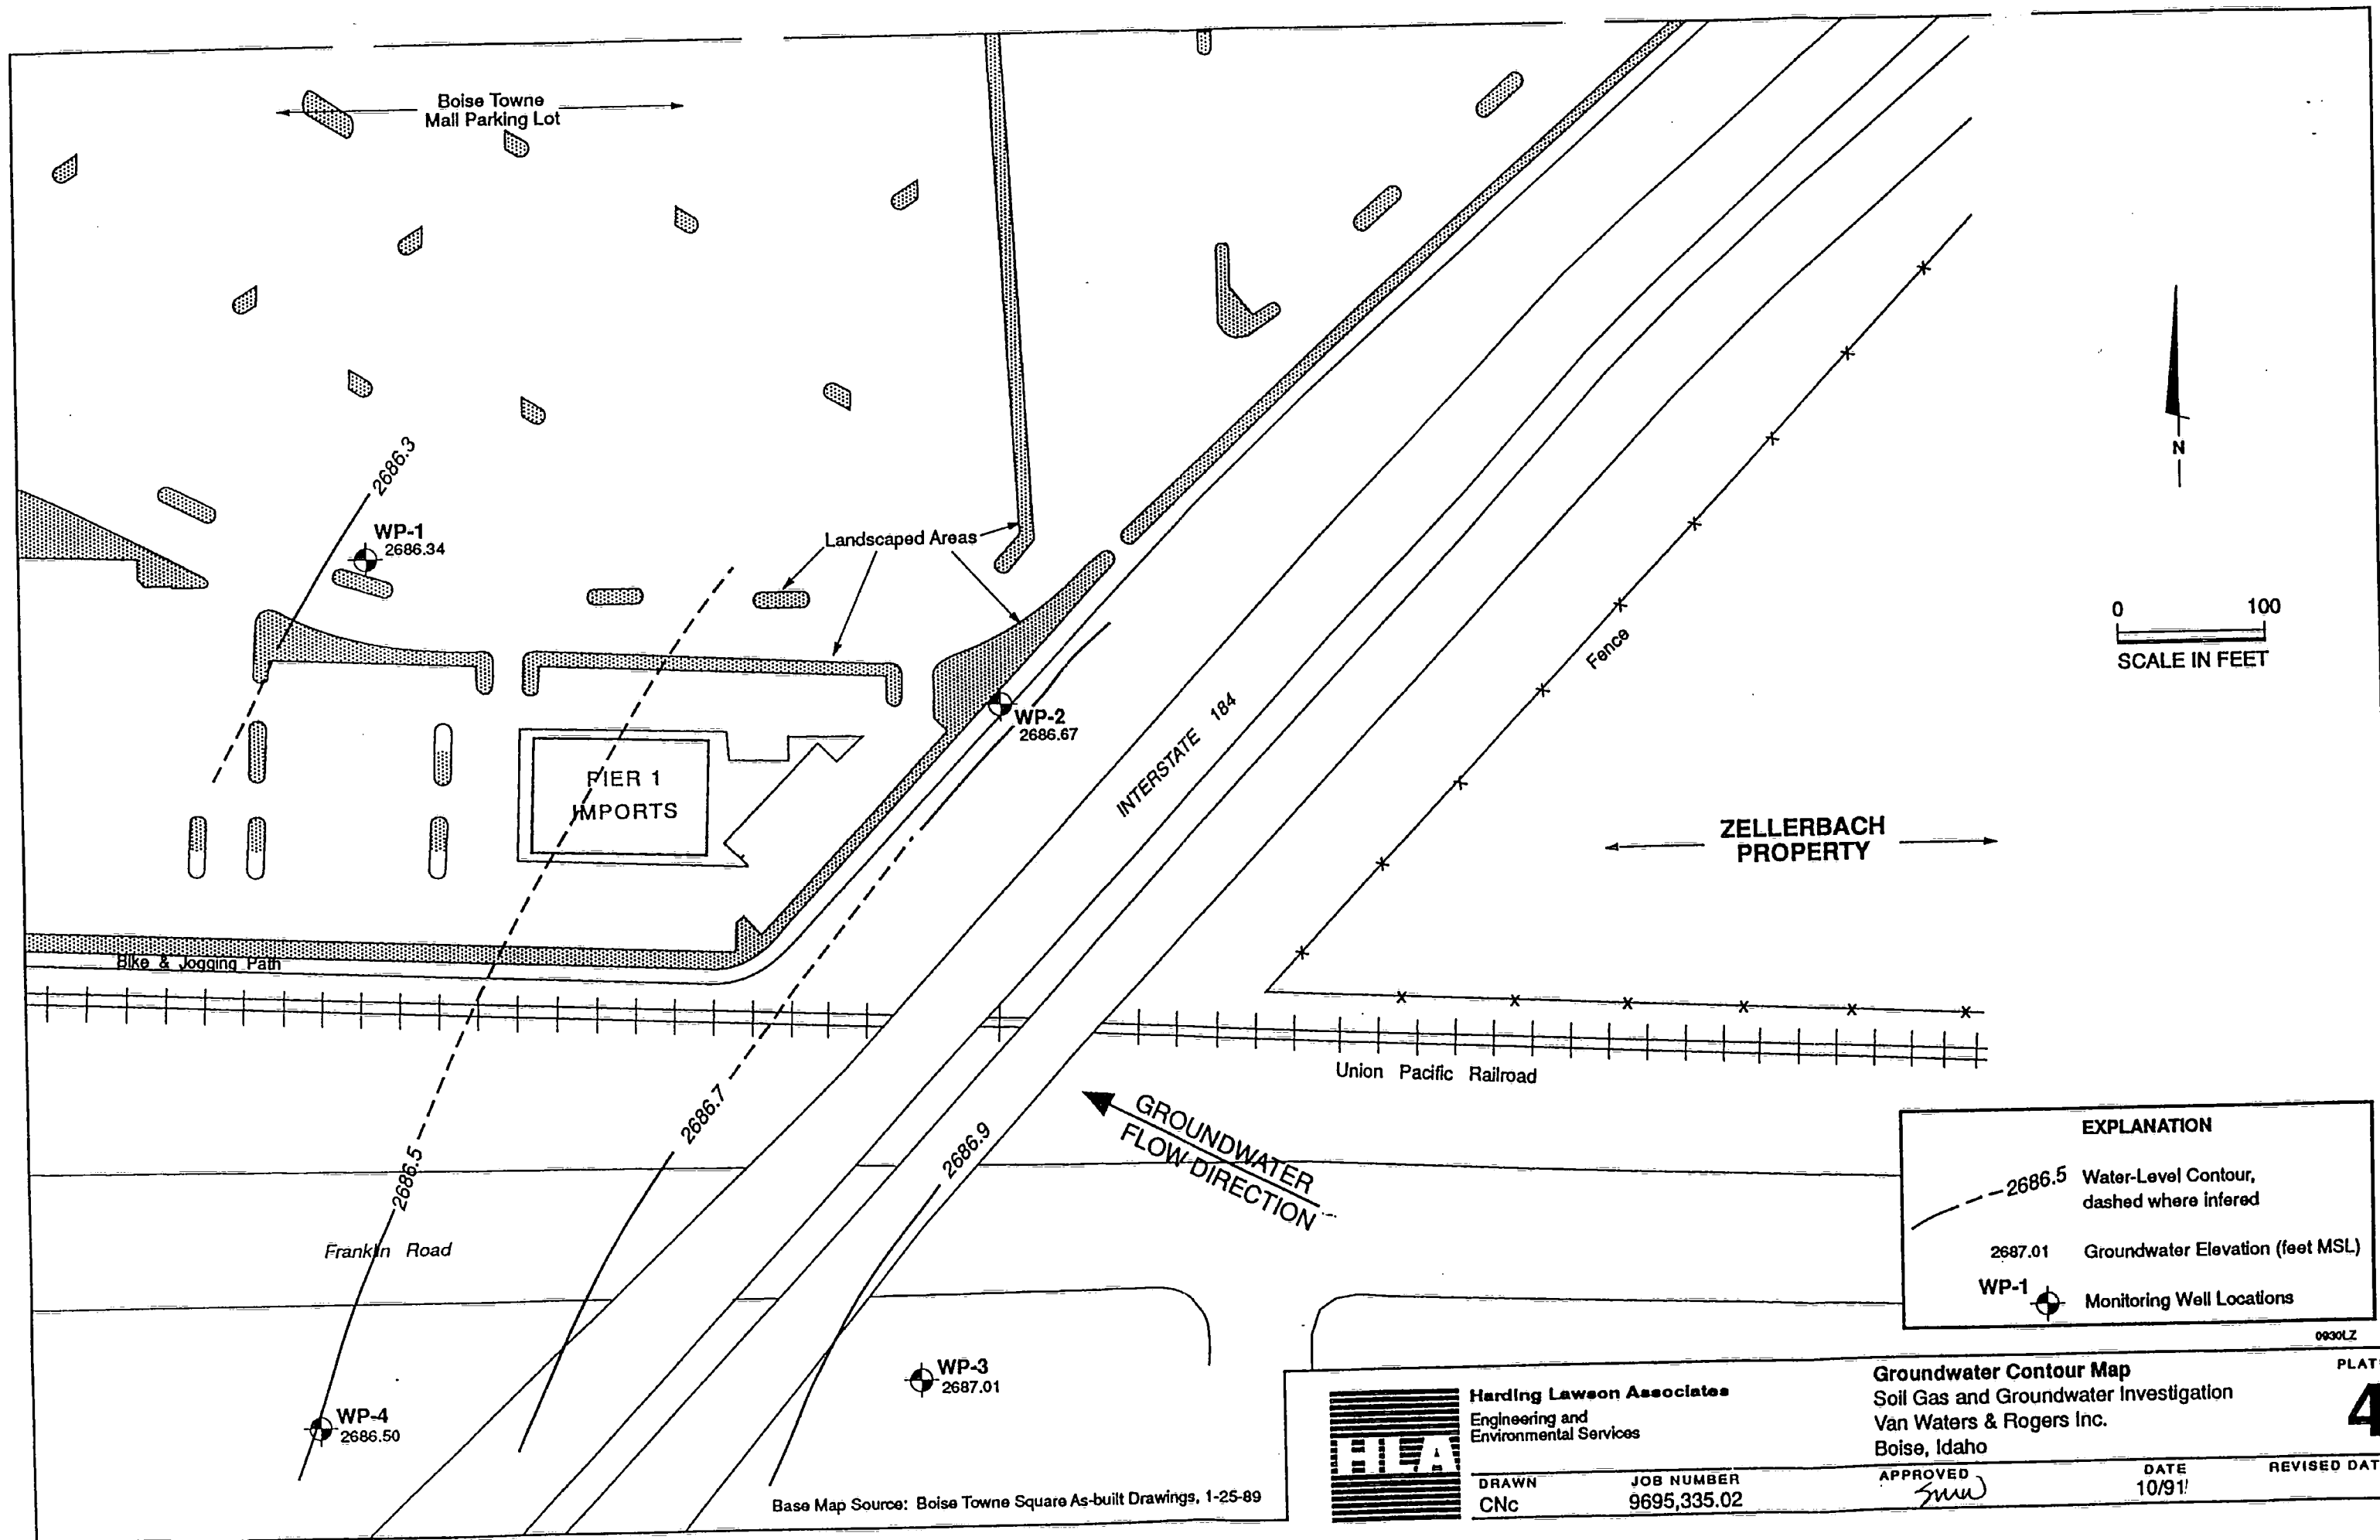 Boise Towne
Mall Parking Lot
2686.3
WP-1
2686.34
Landscaped Areas
N
0 100
SCALE IN FEET
Fence
WP-2
2686.67
INTERSTATE 184
PIER 1
IMPORTS
ZELLERBACH
PROPERTY
Bike & Jogging Path
Union Pacific Railroad
2686.7
2686.9
2686.5
GROUNDWATER
FLOW DIRECTION
Franklin Road
WP-3
2687.01
WP-4
2686.50
Base Map Source: Boise Towne Square As-built Drawings, 1-25-89
EXPLANATION
2686.5 Water-Level Contour,
dashed where infered
2687.01 Groundwater Elevation (feet MSL)
WP-1 Monitoring Well Locations
0930LZ
HLA
Harding Lawson Associates
Engineering and
Environmental Services
Groundwater Contour Map
Soil Gas and Groundwater Investigation
Van Waters & Rogers Inc.
Boise, Idaho
PLAT
4
DRAWN
CNc
JOB NUMBER
9695,335.02
APPROVED
DATE
10/91
REVISED DAT